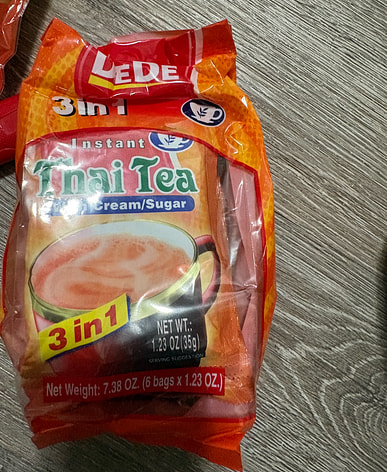 DEDE
3 in 1
Instant
Thai Tea
Cream/Sugar
3 in 1
NET WT.:
1.23 OZ (35g)
Net Weight: 7.38 OZ. (6 bags x 1.23 OZ.)